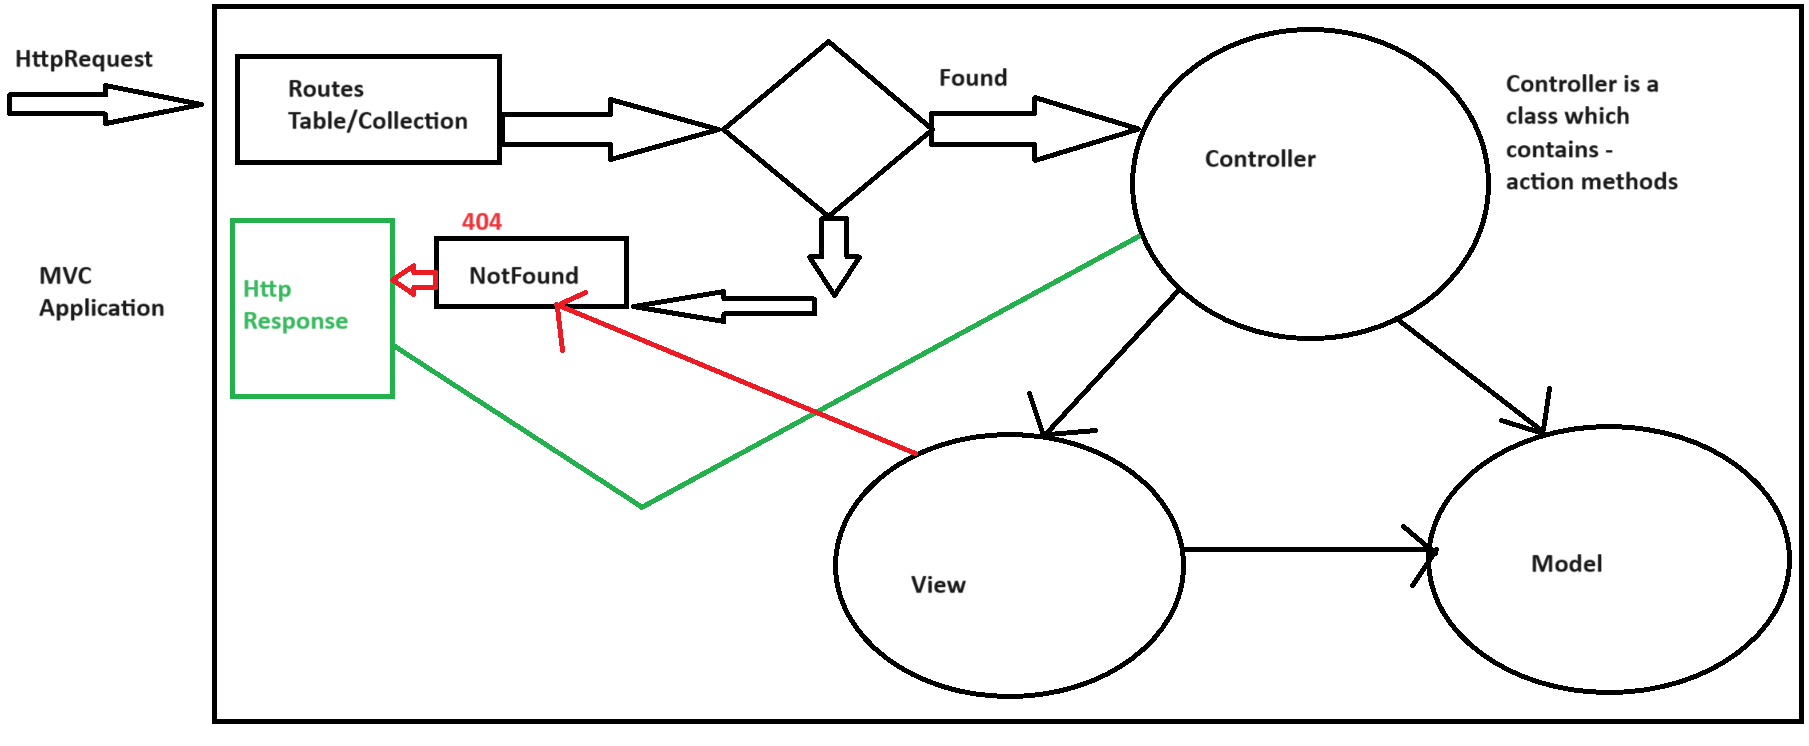 HttpRequest
Routes
Table/Collection
Found
Controller
Controller is a
class which
contains -
action methods
404
NotFound
MVC
Application
Http
Response
View
Model